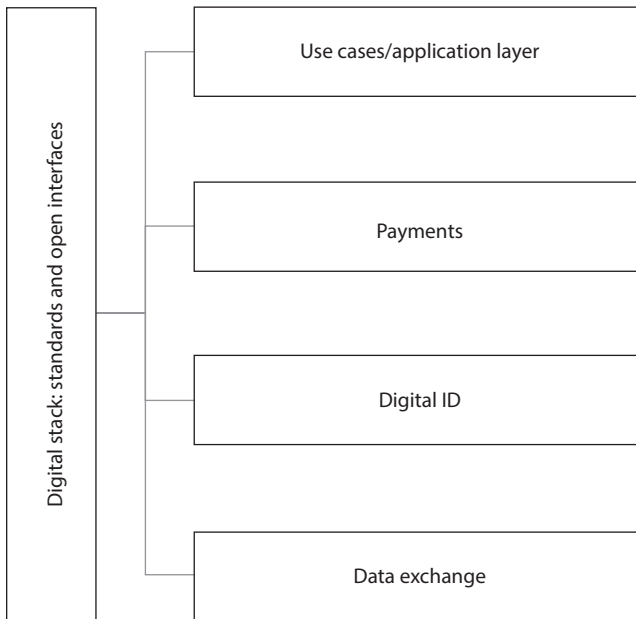 Digital stack: standards and open interfaces
Use cases/application layer
Payments
Digital ID
Data exchange